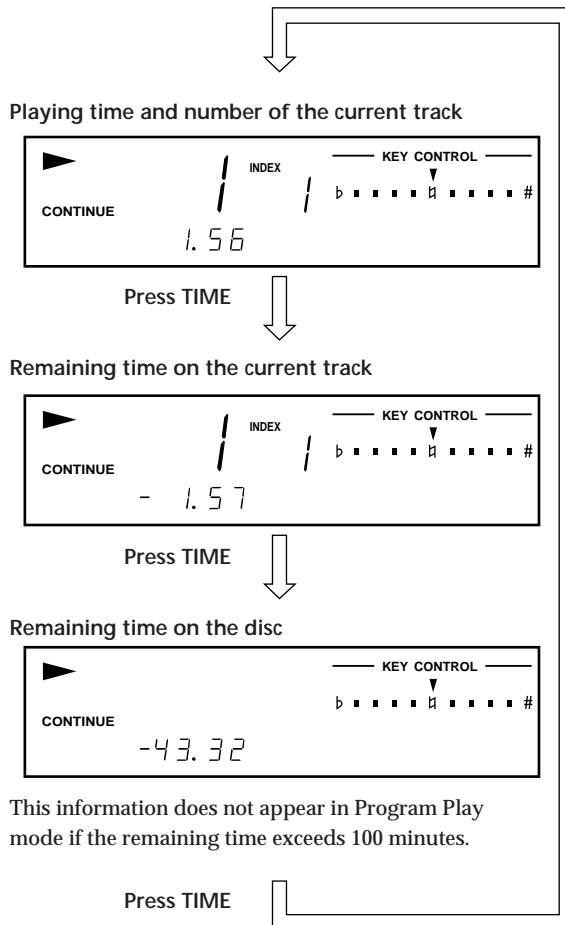 Playing time and number of the current track
KEY CONTROL
1 INDEX 1
♭ ♮ #
CONTINUE
1.56
Press TIME
Remaining time on the current track
KEY CONTROL
1 INDEX 1
♭ ♮ #
CONTINUE
- 1.57
Press TIME
Remaining time on the disc
KEY CONTROL
♭ ♮ #
CONTINUE
-43.32
This information does not appear in Program Play
mode if the remaining time exceeds 100 minutes.
Press TIME